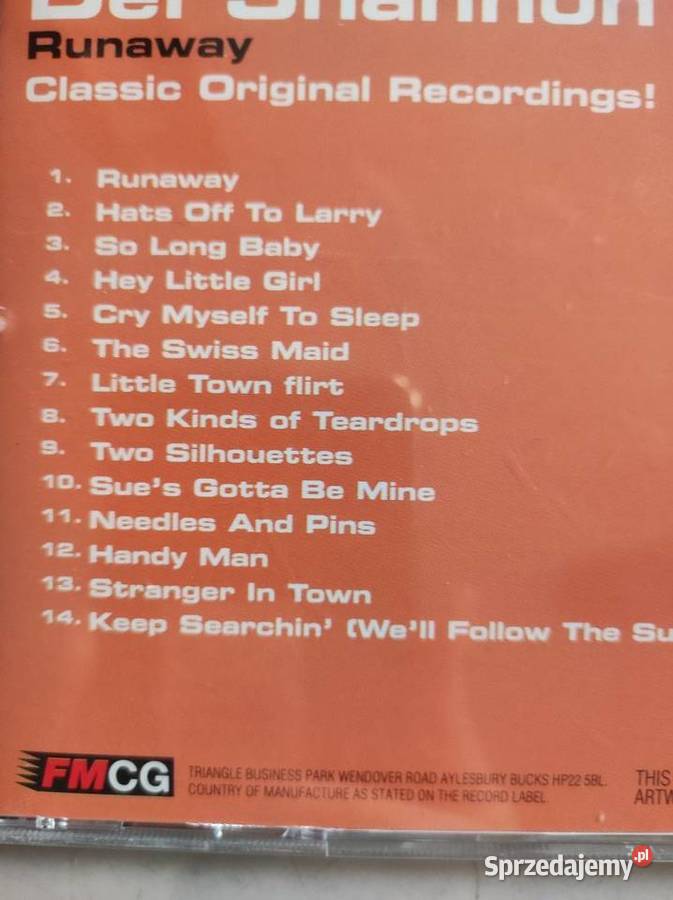 Del Shannon
Runaway
Classic Original Recordings!
1. Runaway
2. Hats Off To Larry
3. So Long Baby
4. Hey Little Girl
5. Cry Myself To Sleep
6. The Swiss Maid
7. Little Town flirt
8. Two Kinds of Teardrops
9. Two Silhouettes
10. Sue's Gotta Be Mine
11. Needles And Pins
12. Handy Man
13. Stranger In Town
14. Keep Searchin' (We'll Follow The Su
FMCG
TRIANGLE BUSINESS PARK WENDOVER ROAD AYLESBURY BUCKS HP22 5BL.
COUNTRY OF MANUFACTURE AS STATED ON THE RECORD LABEL
THIS
ARTW
Sprzedajemy.pl